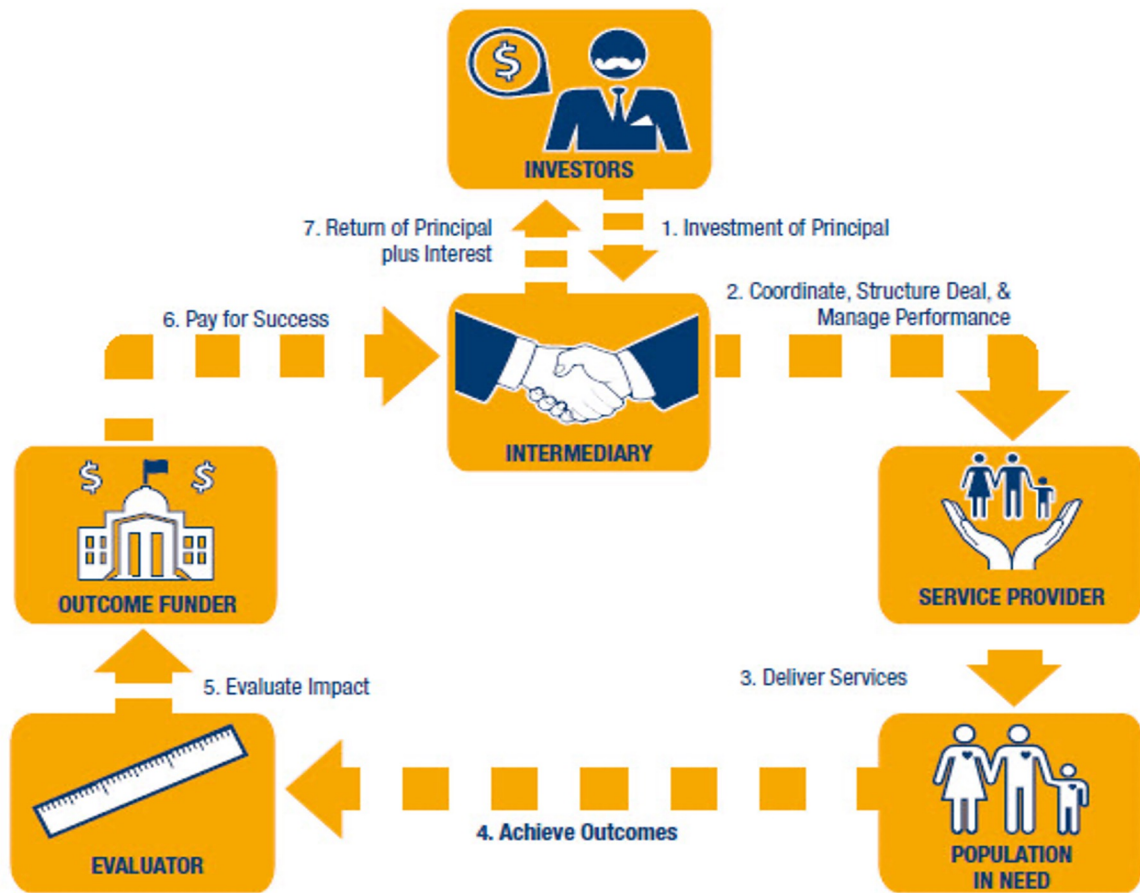 $
INVESTORS
7. Return of Principal
plus Interest
1. Investment of Principal
2. Coordinate, Structure Deal, &
Manage Performance
6. Pay for Success
INTERMEDIARY
$ $
OUTCOME FUNDER
SERVICE PROVIDER
5. Evaluate Impact
3. Deliver Services
4. Achieve Outcomes
EVALUATOR
POPULATION
IN NEED